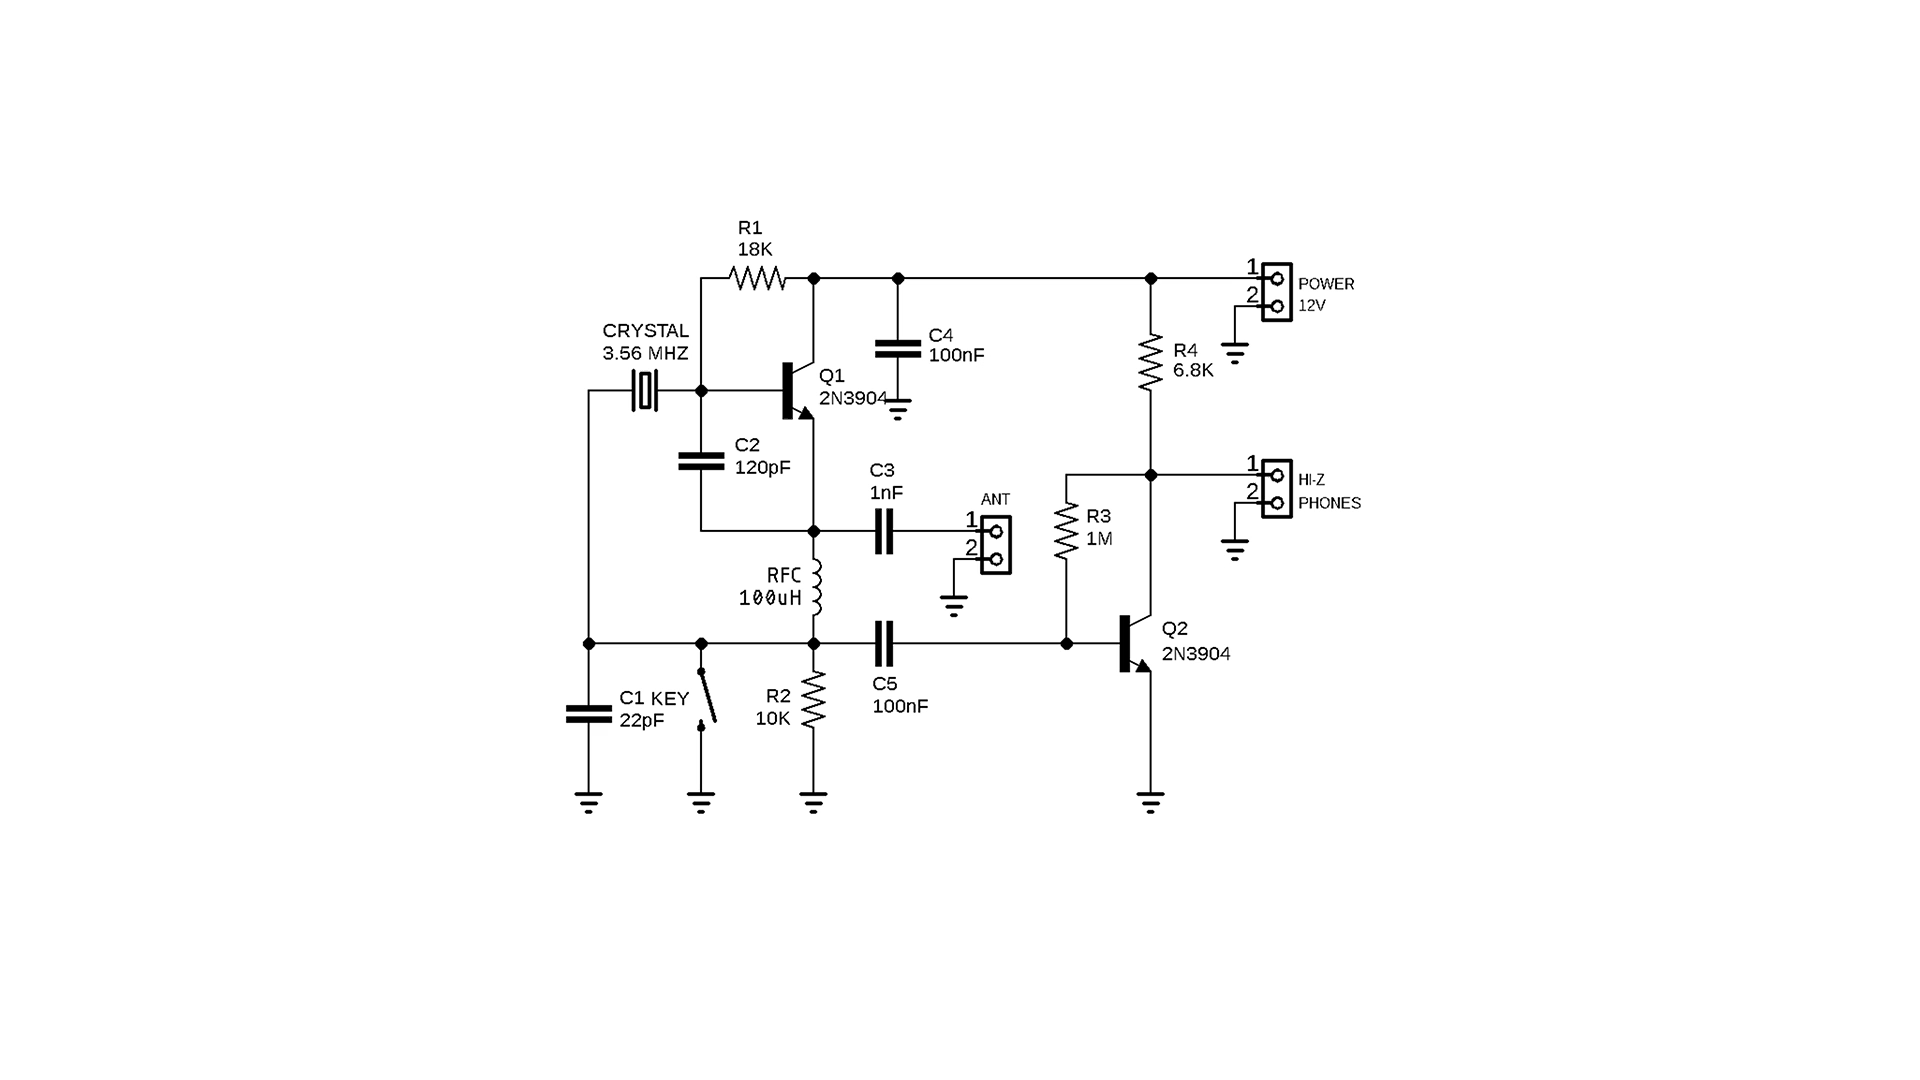 R1
18K
1
POWER
2
12V
CRYSTAL
3.56 MHZ
C4
100nF
R4
6.8K
Q1
2N3904
C2
120pF
C3
1nF
ANT
1
2
1
HI-Z
2
PHONES
R3
1M
RFC
100uH
Q2
2N3904
C1
22pF
KEY
R2
10K
C5
100nF